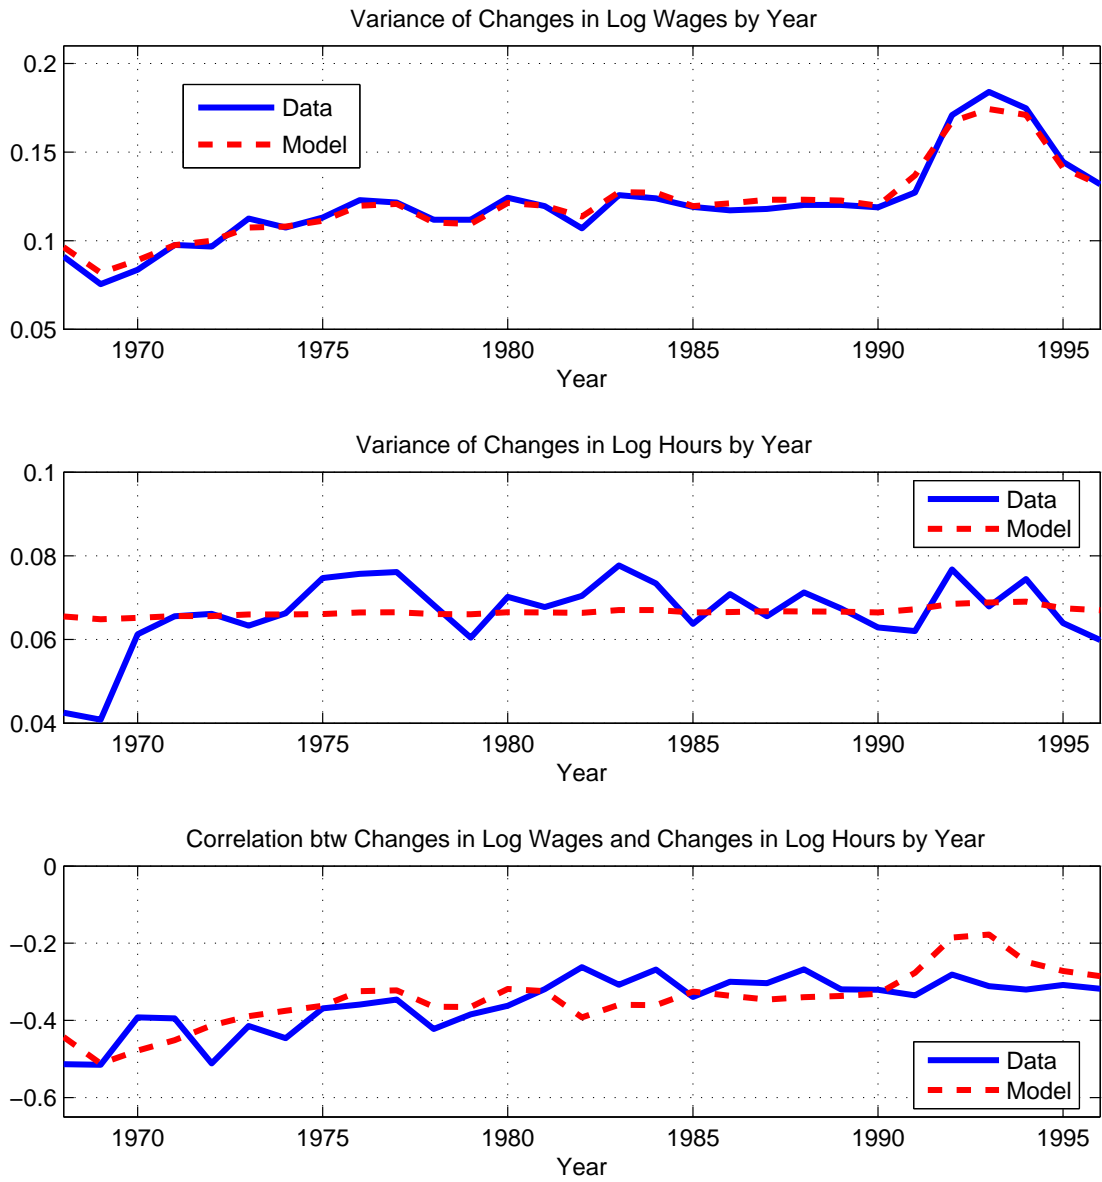 Variance of Changes in Log Wages by Year
0.2
0.15
0.1
0.05
Data
Model
1970 1975 1980 1985 1990 1995
Year
Variance of Changes in Log Hours by Year
0.1
0.08
0.06
0.04
Data
Model
1970 1975 1980 1985 1990 1995
Year
Correlation btw Changes in Log Wages and Changes in Log Hours by Year
0
−0.2
−0.4
−0.6
Data
Model
1970 1975 1980 1985 1990 1995
Year